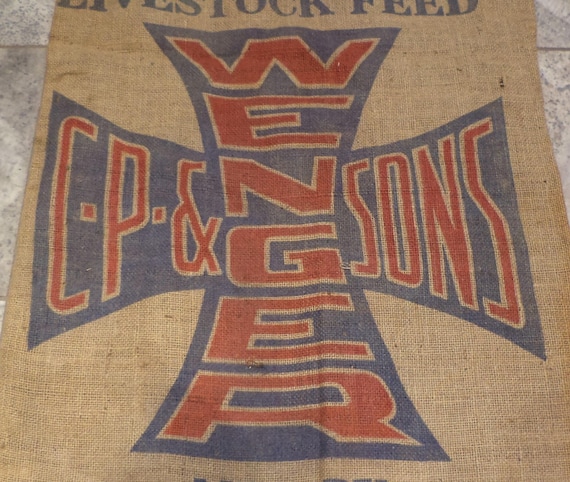 LIVESTOCK FEED
WENGER
C.P. & SONS